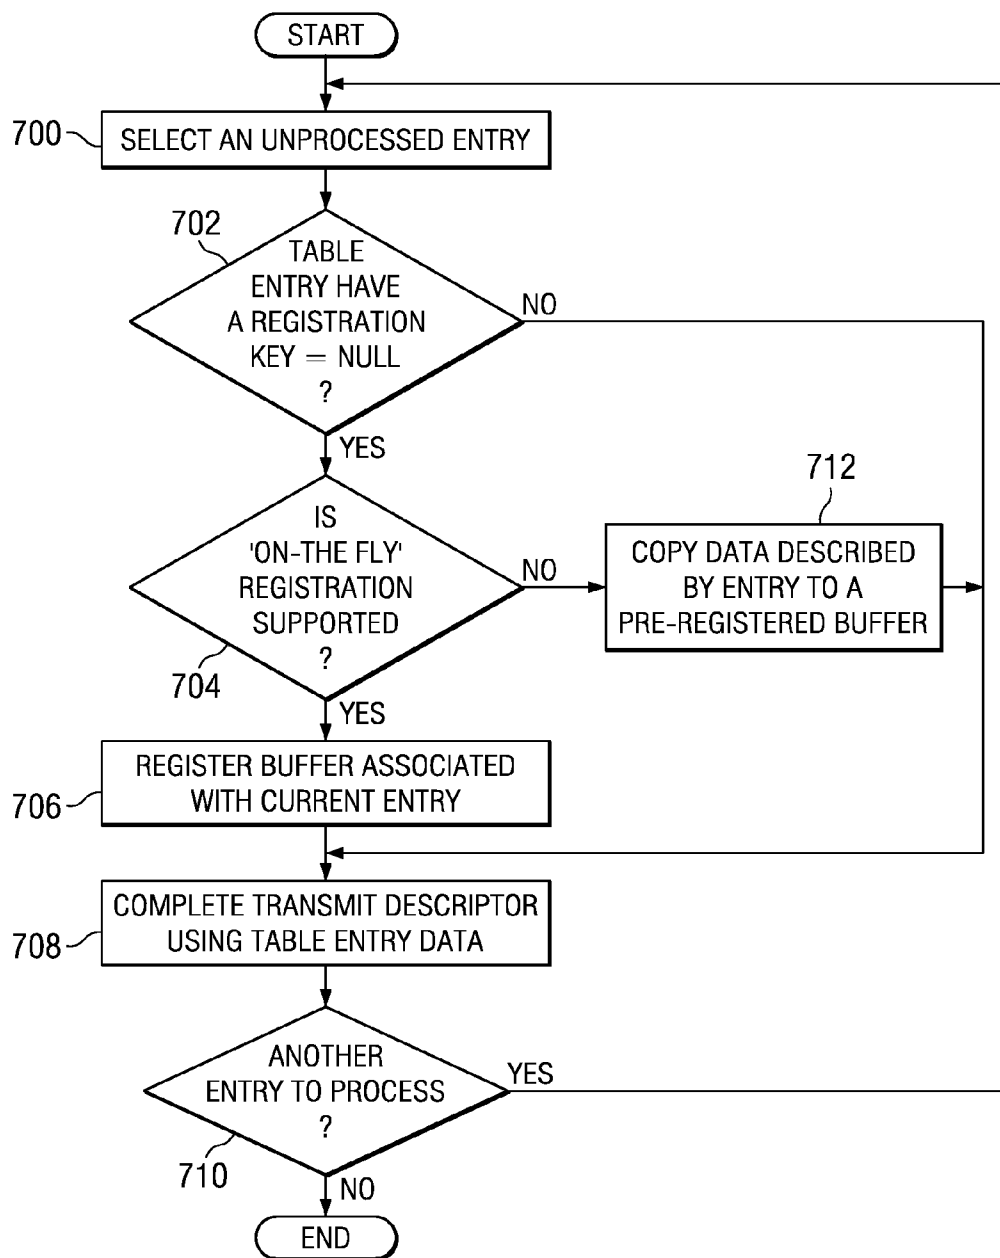 START
700
SELECT AN UNPROCESSED ENTRY
702
TABLE
ENTRY HAVE
A REGISTRATION
KEY = NULL
?
NO
YES
712
IS
'ON-THE FLY'
REGISTRATION
SUPPORTED
?
NO
COPY DATA DESCRIBED
BY ENTRY TO A
PRE-REGISTERED BUFFER
704
YES
REGISTER BUFFER ASSOCIATED
WITH CURRENT ENTRY
706
COMPLETE TRANSMIT DESCRIPTOR
USING TABLE ENTRY DATA
708
ANOTHER
ENTRY TO PROCESS
?
YES
710
NO
END